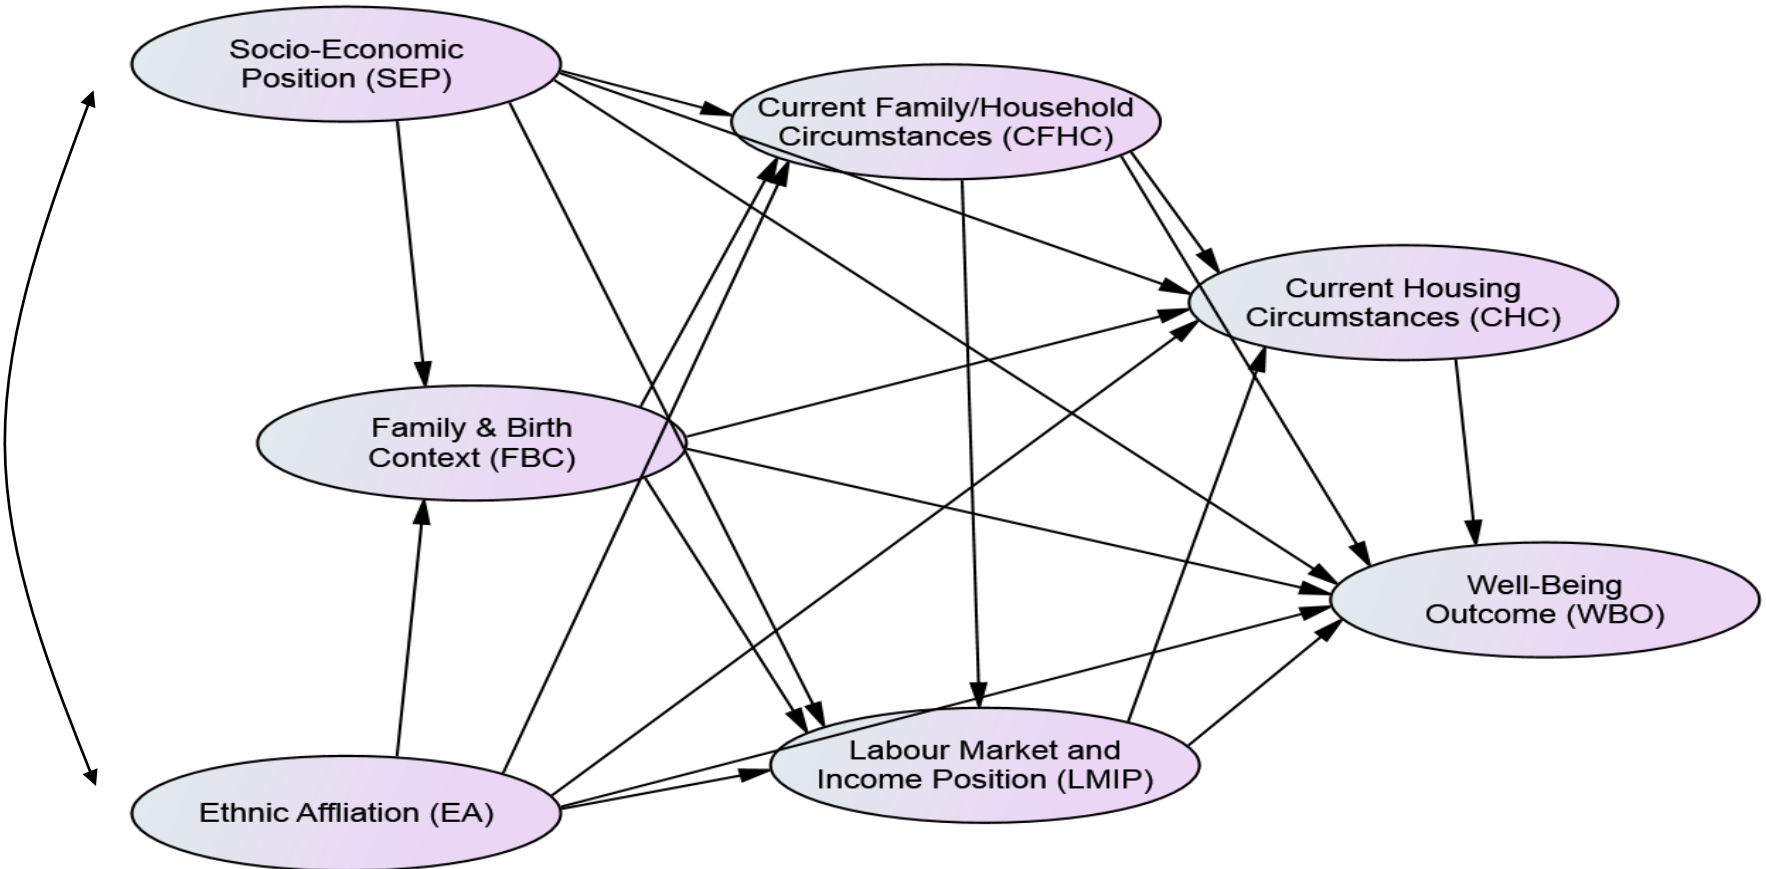 Socio-Economic
Position (SEP)
Current Family/Household
Circumstances (CFHC)
Current Housing
Circumstances (CHC)
Family & Birth
Context (FBC)
Well-Being
Outcome (WBO)
Labour Market and
Income Position (LMIP)
Ethnic Affliation (EA)